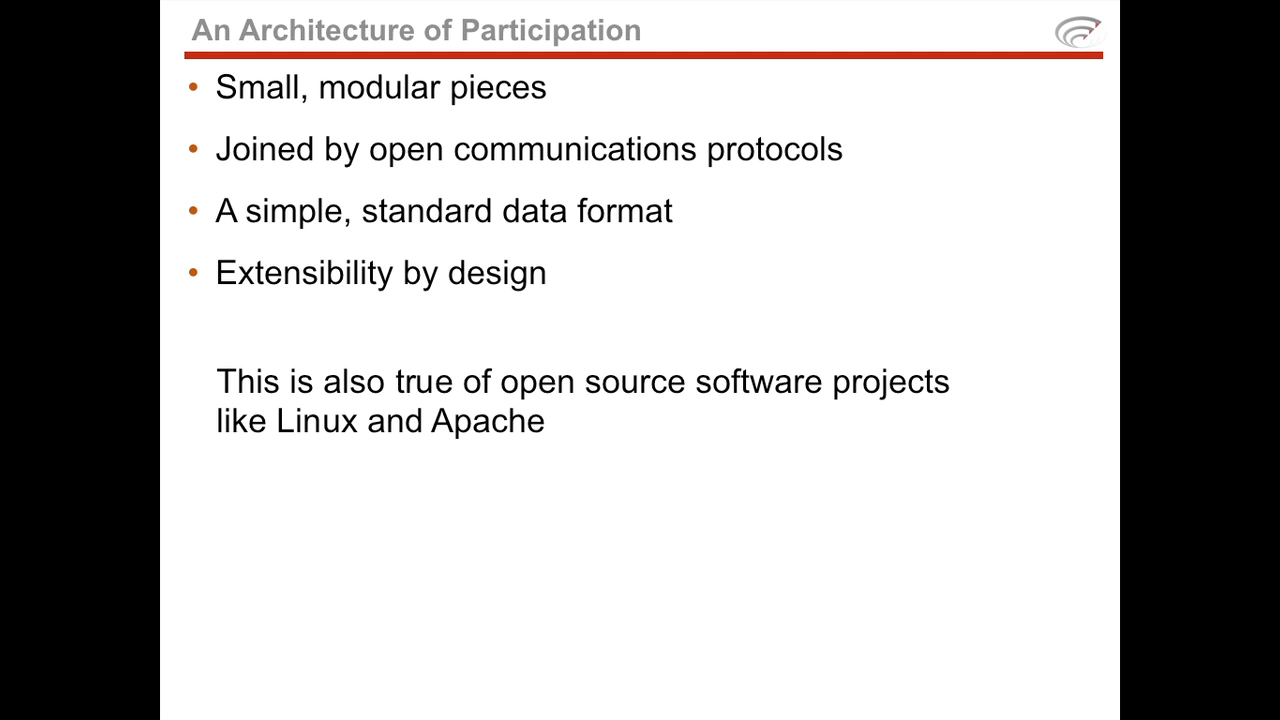 An Architecture of Participation
• Small, modular pieces
• Joined by open communications protocols
• A simple, standard data format
• Extensibility by design
This is also true of open source software projects
like Linux and Apache